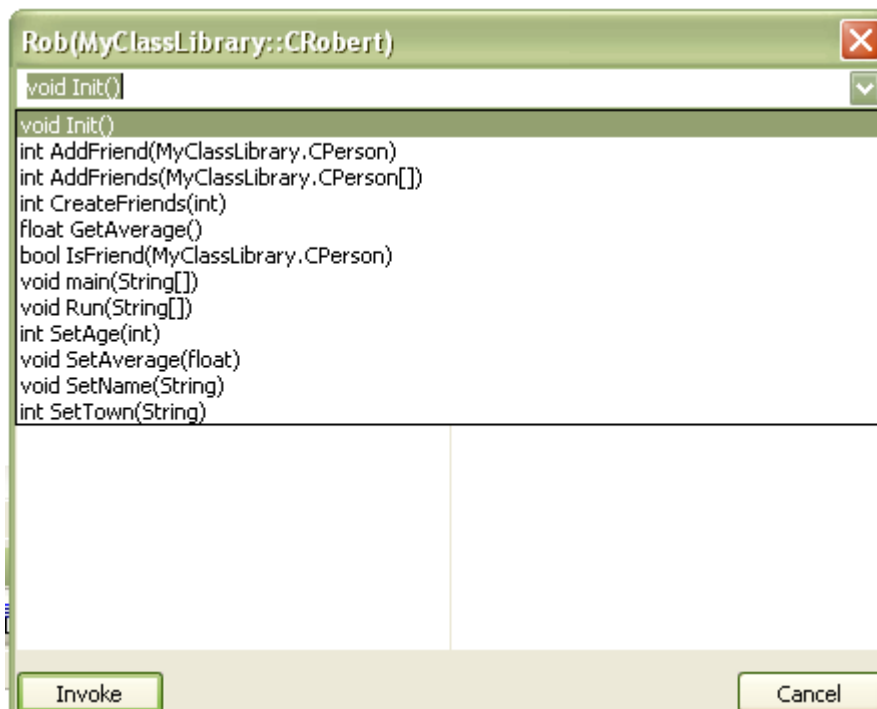 Rob(MyClassLibrary::CRobert)
void Init()
void Init()
int AddFriend(MyClassLibrary.CPerson)
int AddFriends(MyClassLibrary.CPerson[])
int CreateFriends(int)
float GetAverage()
bool IsFriend(MyClassLibrary.CPerson)
void main(String[])
void Run(String[])
int SetAge(int)
void SetAverage(float)
void SetName(String)
int SetTown(String)
Invoke Cancel